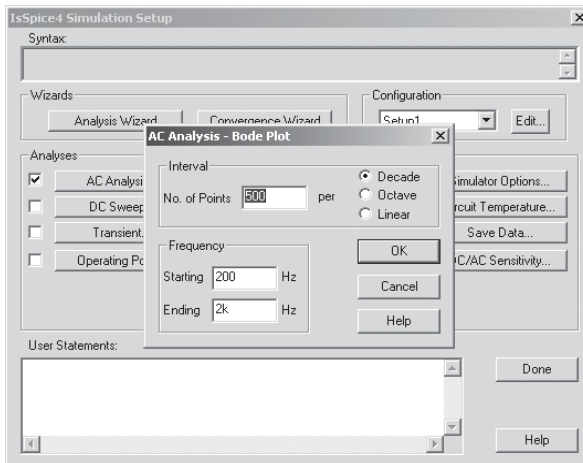 IsSpice4 Simulation Setup
Syntax:
Wizards
Analysis Wizard
Convergence Wizard
Configuration
Setup1
Edit...
AC Analysis - Bode Plot
Interval
No. of Points 500 per
Decade
Octave
Linear
Frequency
Starting 200 Hz
Ending 2k Hz
OK
Cancel
Help
Analyses
AC Analysi
DC Sweep
Transient.
Operating Po
Simulator Options...
rcuit Temperature...
Save Data...
C/AC Sensitivity...
User Statements:
Done
Help